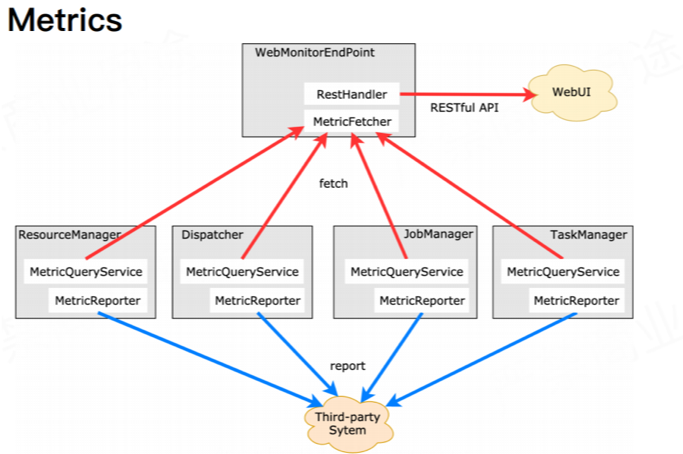 Metrics
WebMonitorEndPoint
RestHandler
MetricFetcher
RESTful API
WebUI
fetch
ResourceManager
MetricQueryService
MetricReporter
Dispatcher
MetricQueryService
MetricReporter
JobManager
MetricQueryService
MetricReporter
TaskManager
MetricQueryService
MetricReporter
report
Third-party
Sytem